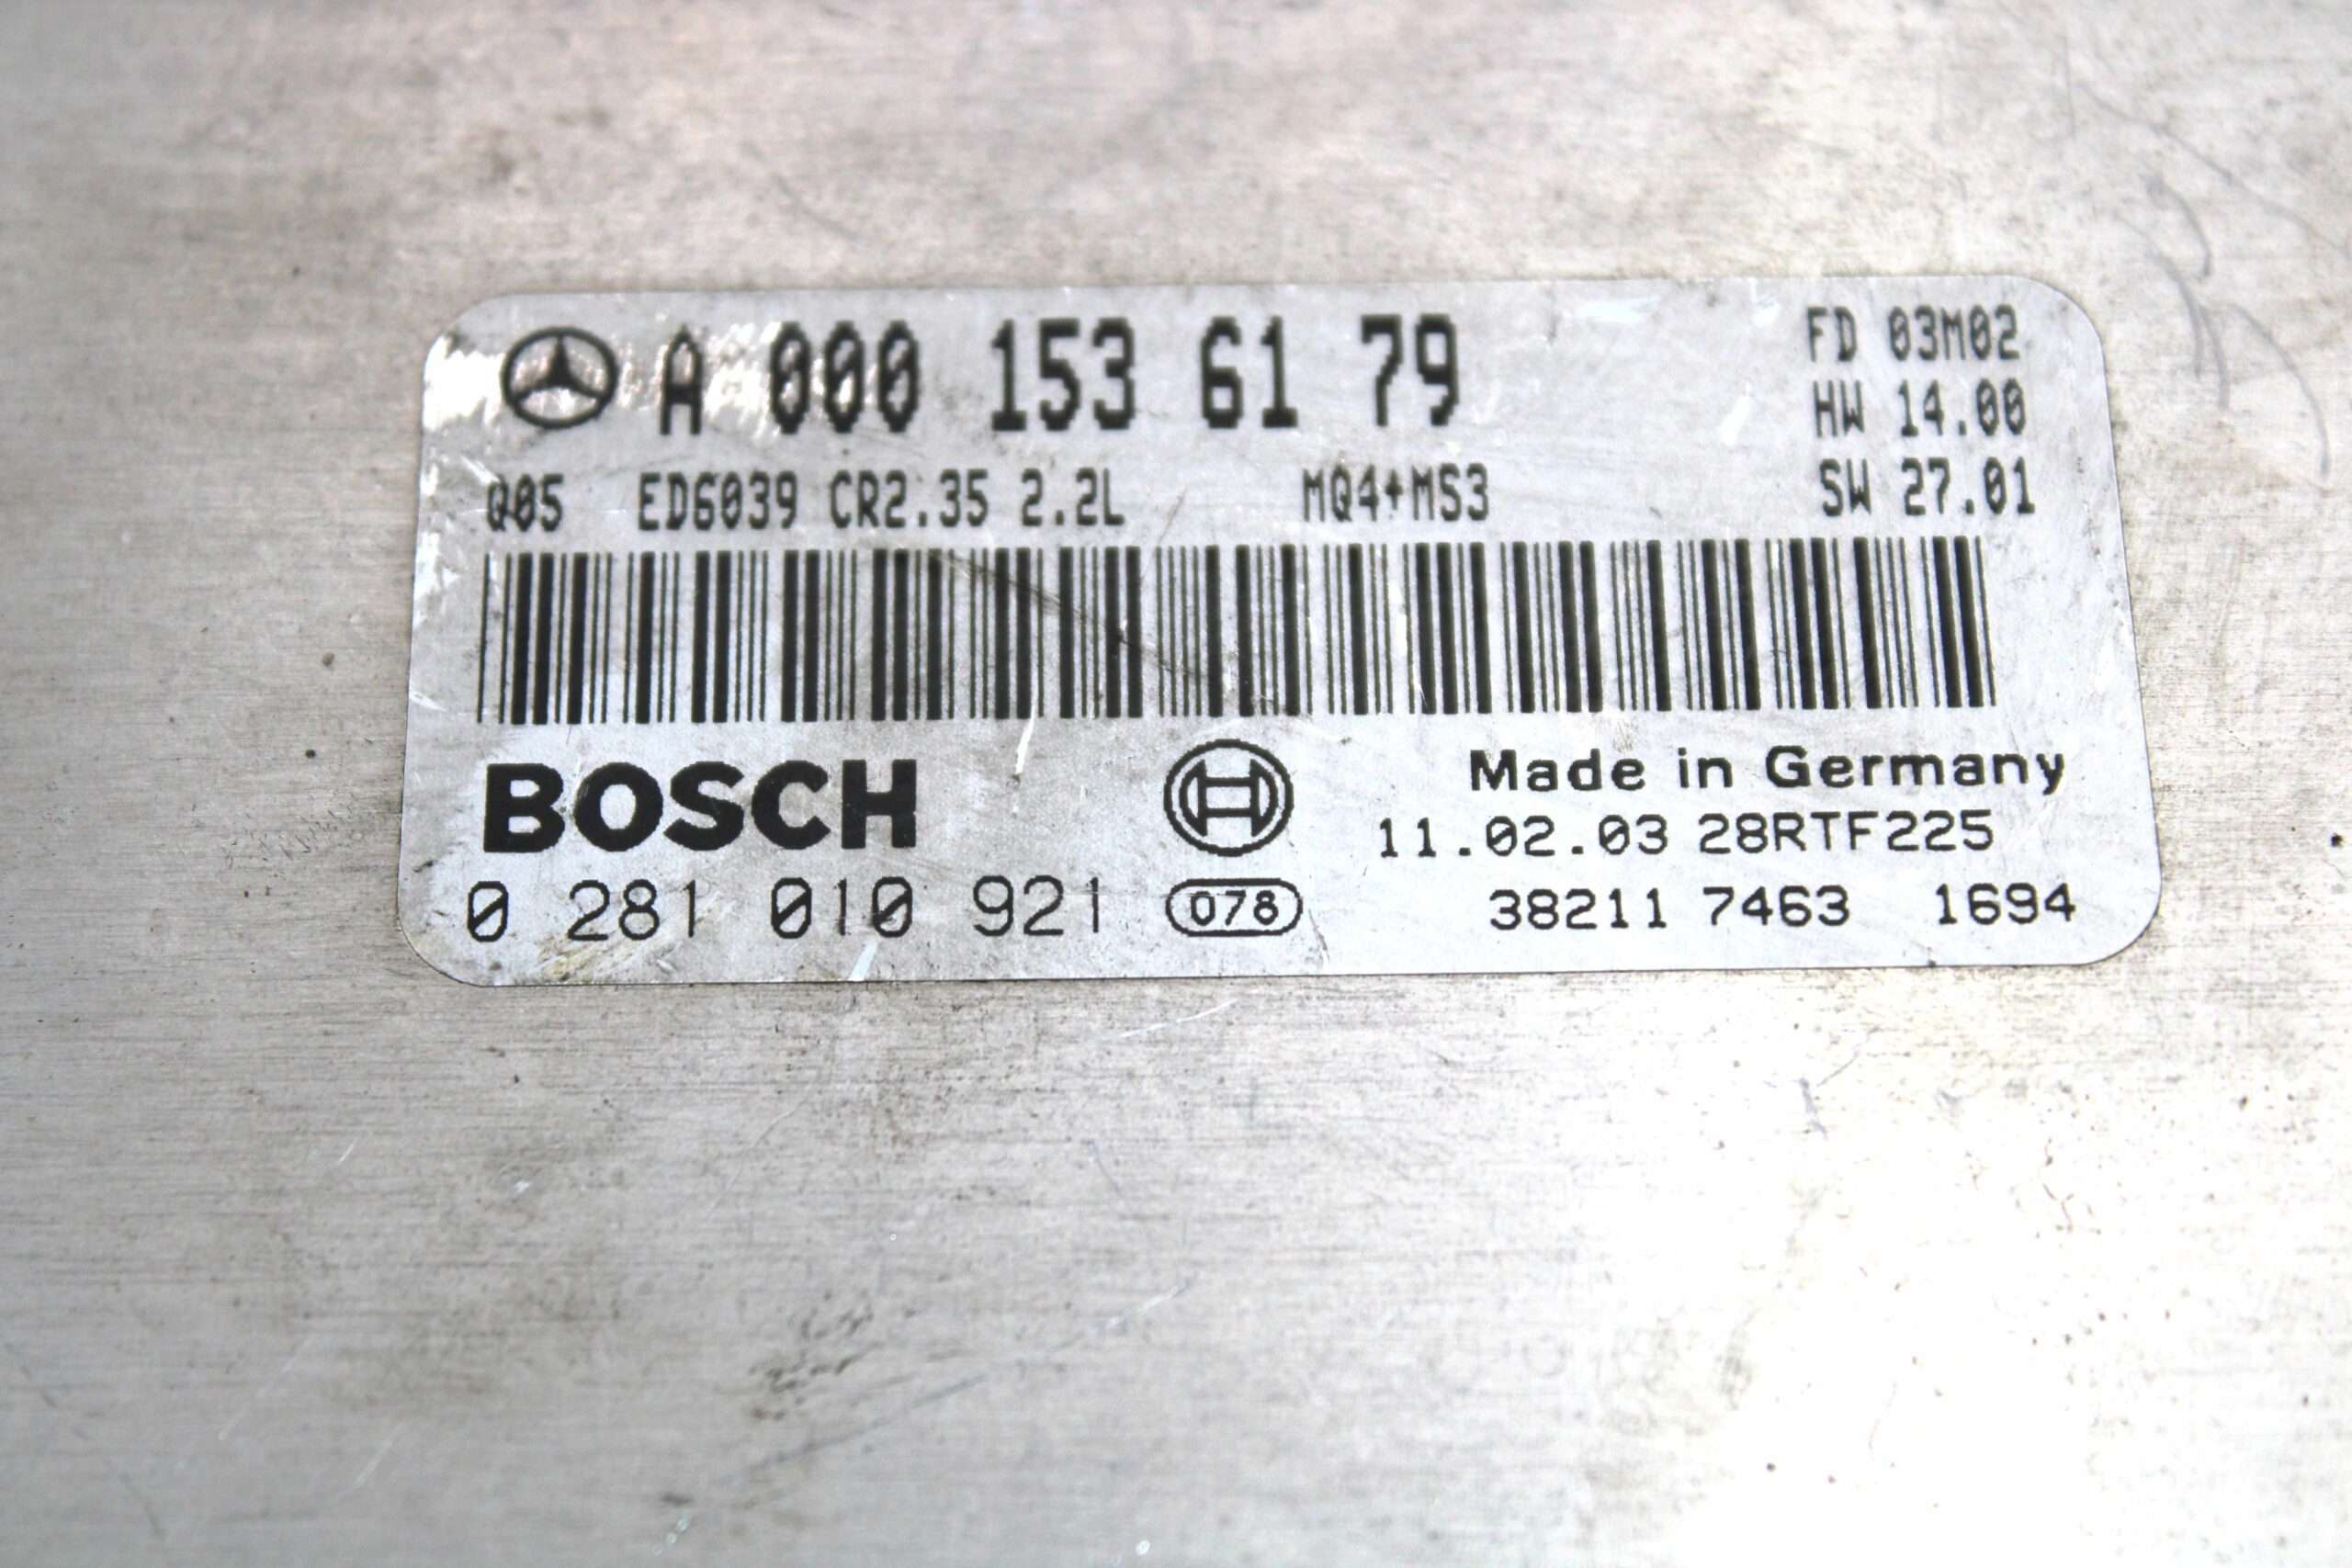 A 000 153 61 79
FD 03M02
HW 14.00
Q05 ED6039 CR2.35 2.2L MQ4+MS3 SW 27.01
BOSCH
Made in Germany
11.02.03 28RTF225
0 281 010 921 078 38211 7463 1694